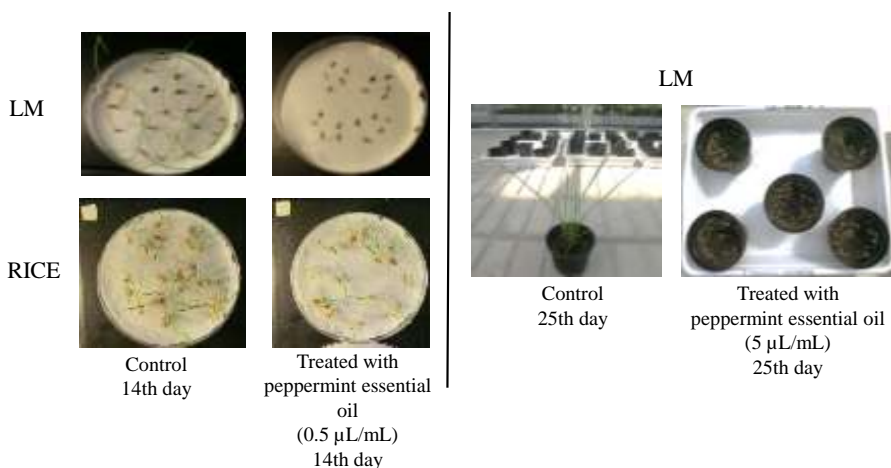 LM
RICE
Control
14th day
Treated with
peppermint essential
oil
(0.5 µL/mL)
14th day
LM
Control
25th day
Treated with
peppermint essential oil
(5 µL/mL)
25th day